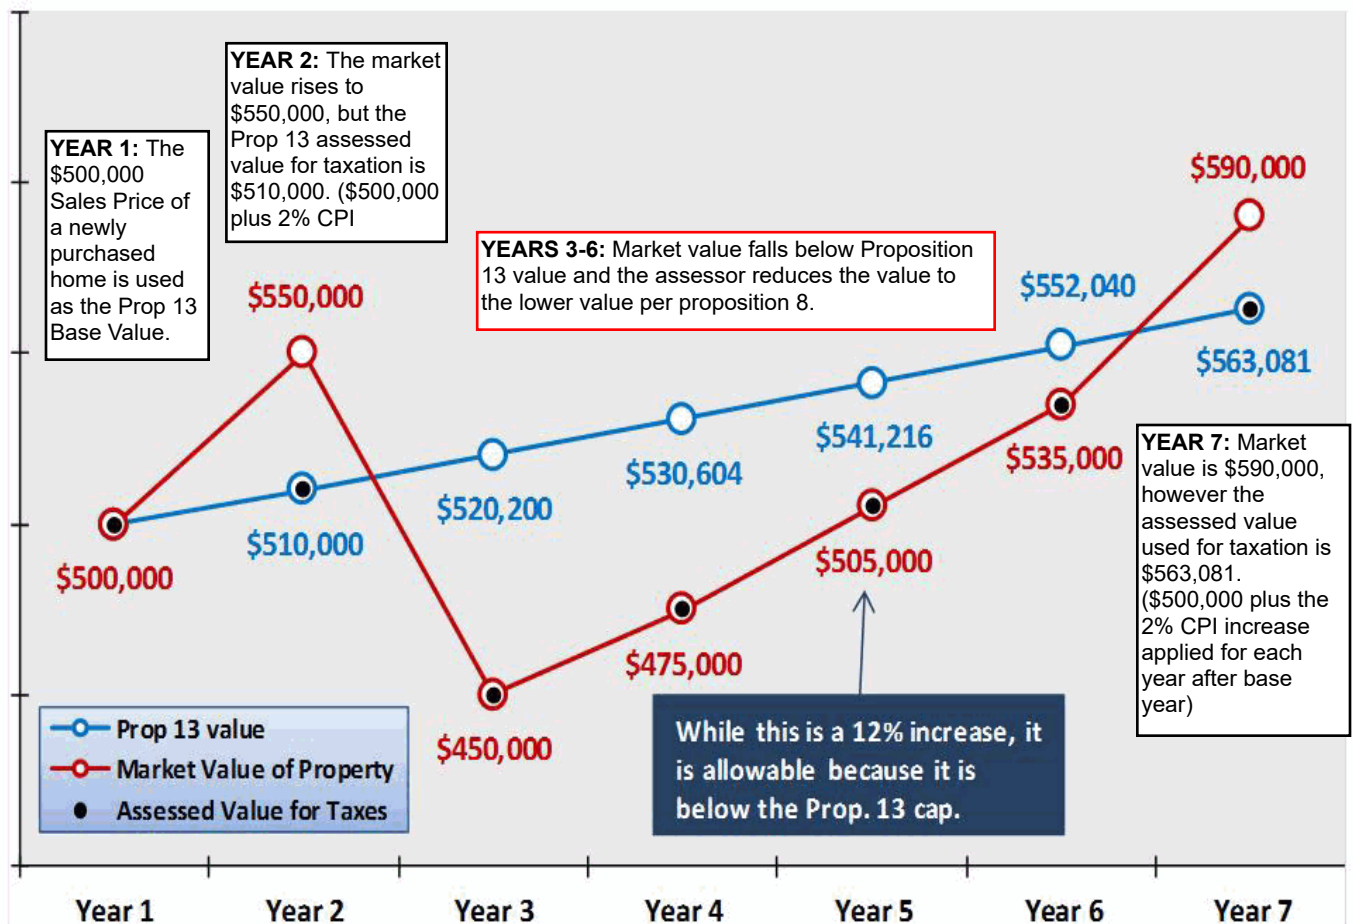 YEAR 1: The
$500,000
Sales Price of
a newly
purchased
home is used
as the Prop 13
Base Value.
YEAR 2: The market
value rises to
$550,000, but the
Prop 13 assessed
value for taxation is
$510,000. ($500,000
plus 2% CPI
YEARS 3-6: Market value falls below Proposition
13 value and the assessor reduces the value to
the lower value per proposition 8.
$590,000
$550,000
$552,040
$563,081
$541,216
$530,604
$535,000
$520,200
$510,000
$505,000
$500,000
$475,000
$450,000
YEAR 7: Market
value is $590,000,
however the
assessed value
used for taxation is
$563,081.
($500,000 plus the
2% CPI increase
applied for each
year after base
year)
While this is a 12% increase, it
is allowable because it is
below the Prop. 13 cap.
Prop 13 value
Market Value of Property
Assessed Value for Taxes
Year 1
Year 2
Year 3
Year 4
Year 5
Year 6
Year 7